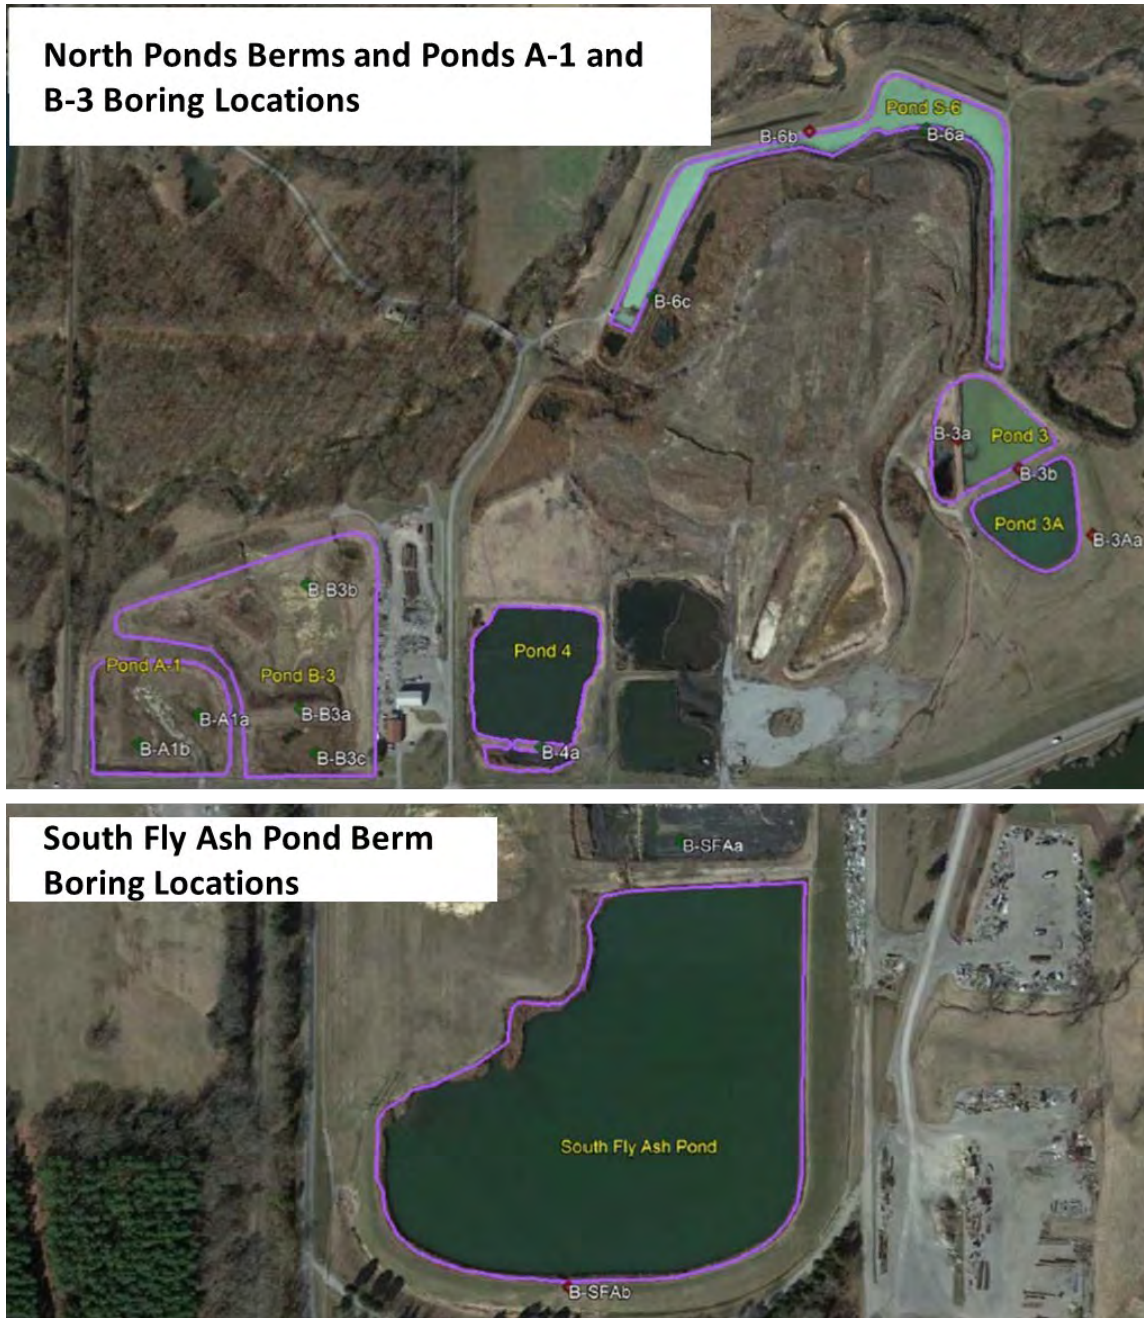 North Ponds Berms and Ponds A-1 and
B-3 Boring Locations
Pond S-6
B-6b
B-6a
B-6c
B-3a
Pond 3
B-3b
Pond 3A
B-3Aa
B-B3b
Pond 4
Pond A-1
Pond B-3
B-A1a
B-B3a
B-A1b
B-B3c
B-4a
South Fly Ash Pond Berm
Boring Locations
B-SFAa
South Fly Ash Pond
B-SFAb